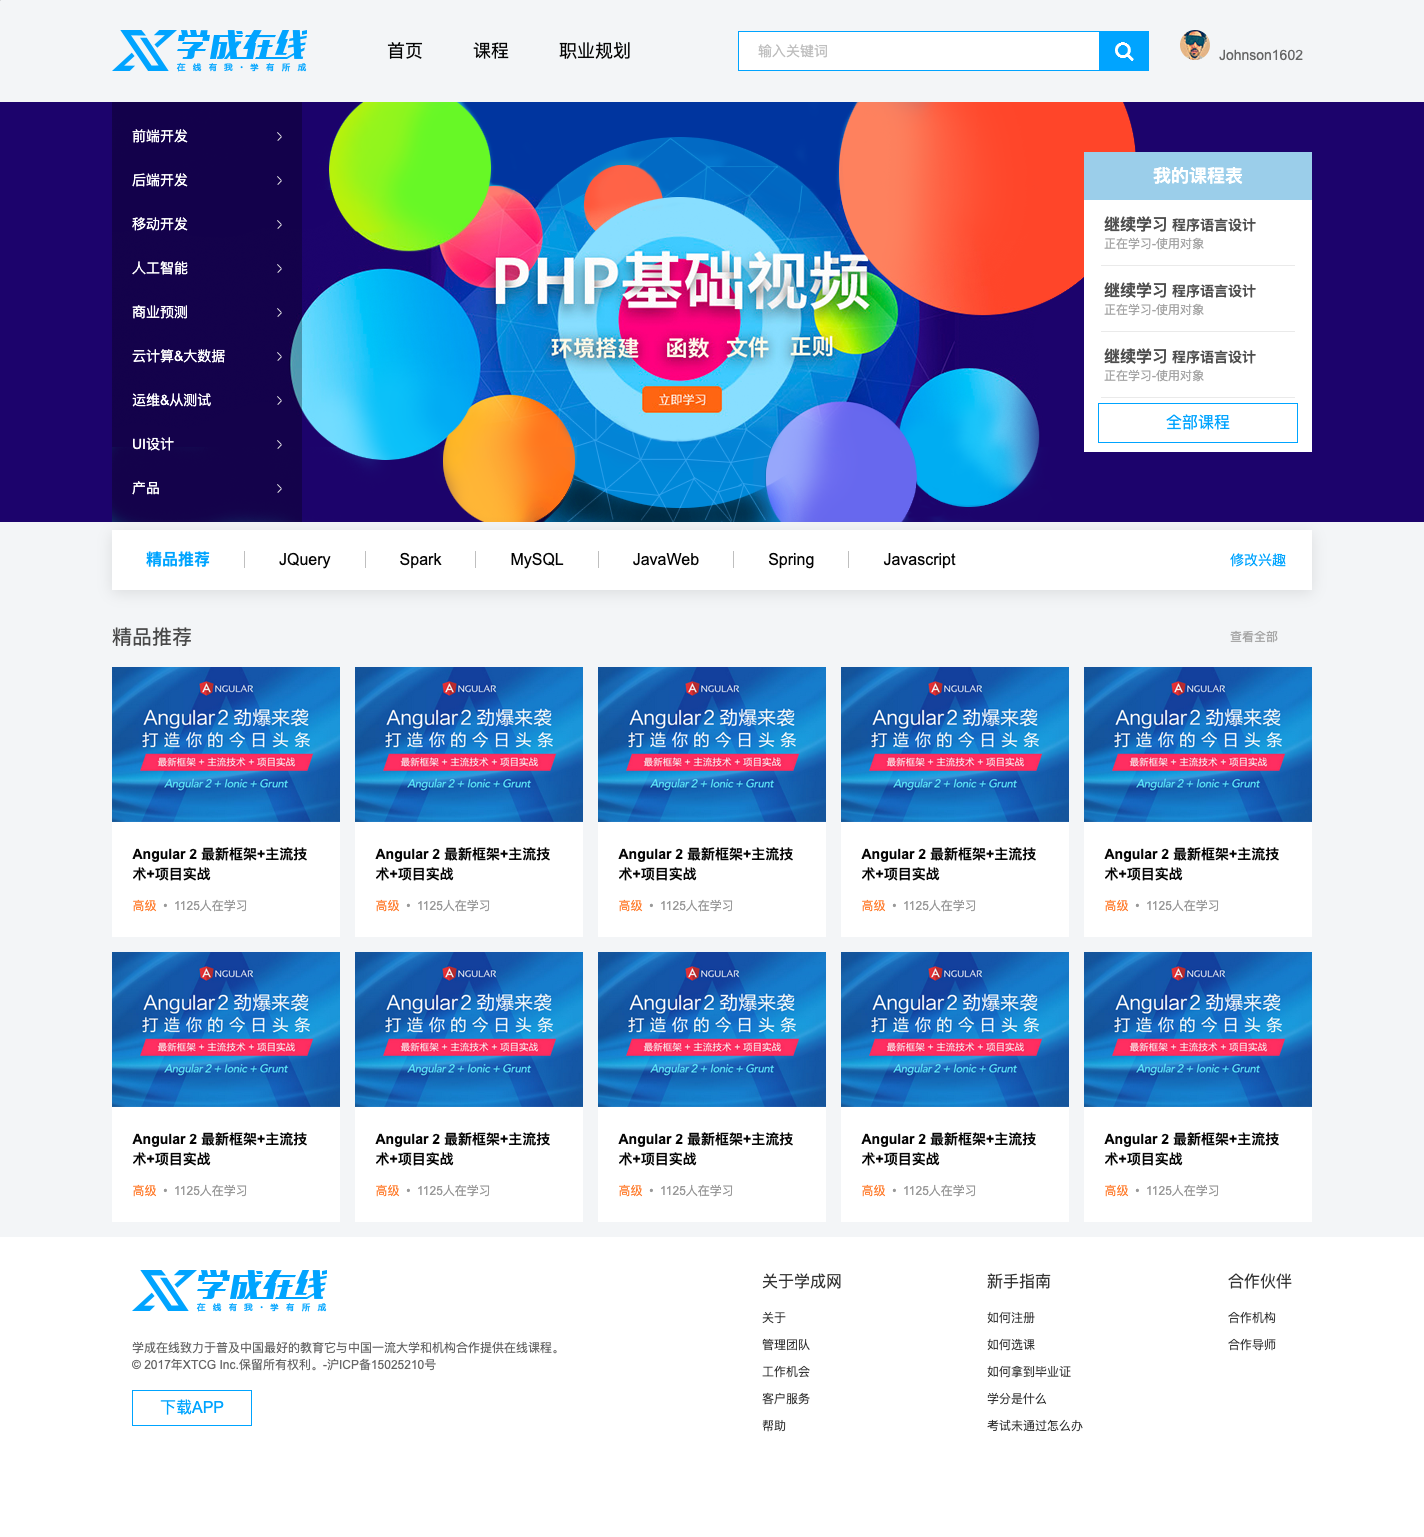 学成在线
在线有我·学有所成
首页 课程 职业规划
输入关键词
Johnson1602
前端开发
后端开发
移动开发
人工智能
商业预测
云计算&大数据
运维&从测试
UI设计
产品
PHP基础视频
环境搭建 函数 文件 正则
立即学习
我的课程表
继续学习 程序语言设计
正在学习-使用对象
继续学习 程序语言设计
正在学习-使用对象
继续学习 程序语言设计
正在学习-使用对象
全部课程
精品推荐 JQuery Spark MySQL JavaWeb Spring Javascript 修改兴趣
精品推荐 查看全部
ANGULAR
Angular2 劲爆来袭
打造你的今日头条
最新框架 + 主流技术 + 项目实战
Angular 2 + Ionic + Grunt
Angular 2 最新框架+主流技
术+项目实战
高级 • 1125人在学习
ANGULAR
Angular2 劲爆来袭
打造你的今日头条
最新框架 + 主流技术 + 项目实战
Angular 2 + Ionic + Grunt
Angular 2 最新框架+主流技
术+项目实战
高级 • 1125人在学习
ANGULAR
Angular2 劲爆来袭
打造你的今日头条
最新框架 + 主流技术 + 项目实战
Angular 2 + Ionic + Grunt
Angular 2 最新框架+主流技
术+项目实战
高级 • 1125人在学习
ANGULAR
Angular2 劲爆来袭
打造你的今日头条
最新框架 + 主流技术 + 项目实战
Angular 2 + Ionic + Grunt
Angular 2 最新框架+主流技
术+项目实战
高级 • 1125人在学习
ANGULAR
Angular2 劲爆来袭
打造你的今日头条
最新框架 + 主流技术 + 项目实战
Angular 2 + Ionic + Grunt
Angular 2 最新框架+主流技
术+项目实战
高级 • 1125人在学习
ANGULAR
Angular2 劲爆来袭
打造你的今日头条
最新框架 + 主流技术 + 项目实战
Angular 2 + Ionic + Grunt
Angular 2 最新框架+主流技
术+项目实战
高级 • 1125人在学习
ANGULAR
Angular2 劲爆来袭
打造你的今日头条
最新框架 + 主流技术 + 项目实战
Angular 2 + Ionic + Grunt
Angular 2 最新框架+主流技
术+项目实战
高级 • 1125人在学习
ANGULAR
Angular2 劲爆来袭
打造你的今日头条
最新框架 + 主流技术 + 项目实战
Angular 2 + Ionic + Grunt
Angular 2 最新框架+主流技
术+项目实战
高级 • 1125人在学习
ANGULAR
Angular2 劲爆来袭
打造你的今日头条
最新框架 + 主流技术 + 项目实战
Angular 2 + Ionic + Grunt
Angular 2 最新框架+主流技
术+项目实战
高级 • 1125人在学习
ANGULAR
Angular2 劲爆来袭
打造你的今日头条
最新框架 + 主流技术 + 项目实战
Angular 2 + Ionic + Grunt
Angular 2 最新框架+主流技
术+项目实战
高级 • 1125人在学习
学成在线
在线有我·学有所成
学成在线致力于普及中国最好的教育它与中国一流大学和机构合作提供在线课程。
© 2017年XTCG Inc.保留所有权利。-沪ICP备15025210号
下载APP
关于学成网
关于
管理团队
工作机会
客户服务
帮助
新手指南
如何注册
如何选课
如何拿到毕业证
学分是什么
考试未通过怎么办
合作伙伴
合作机构
合作导师